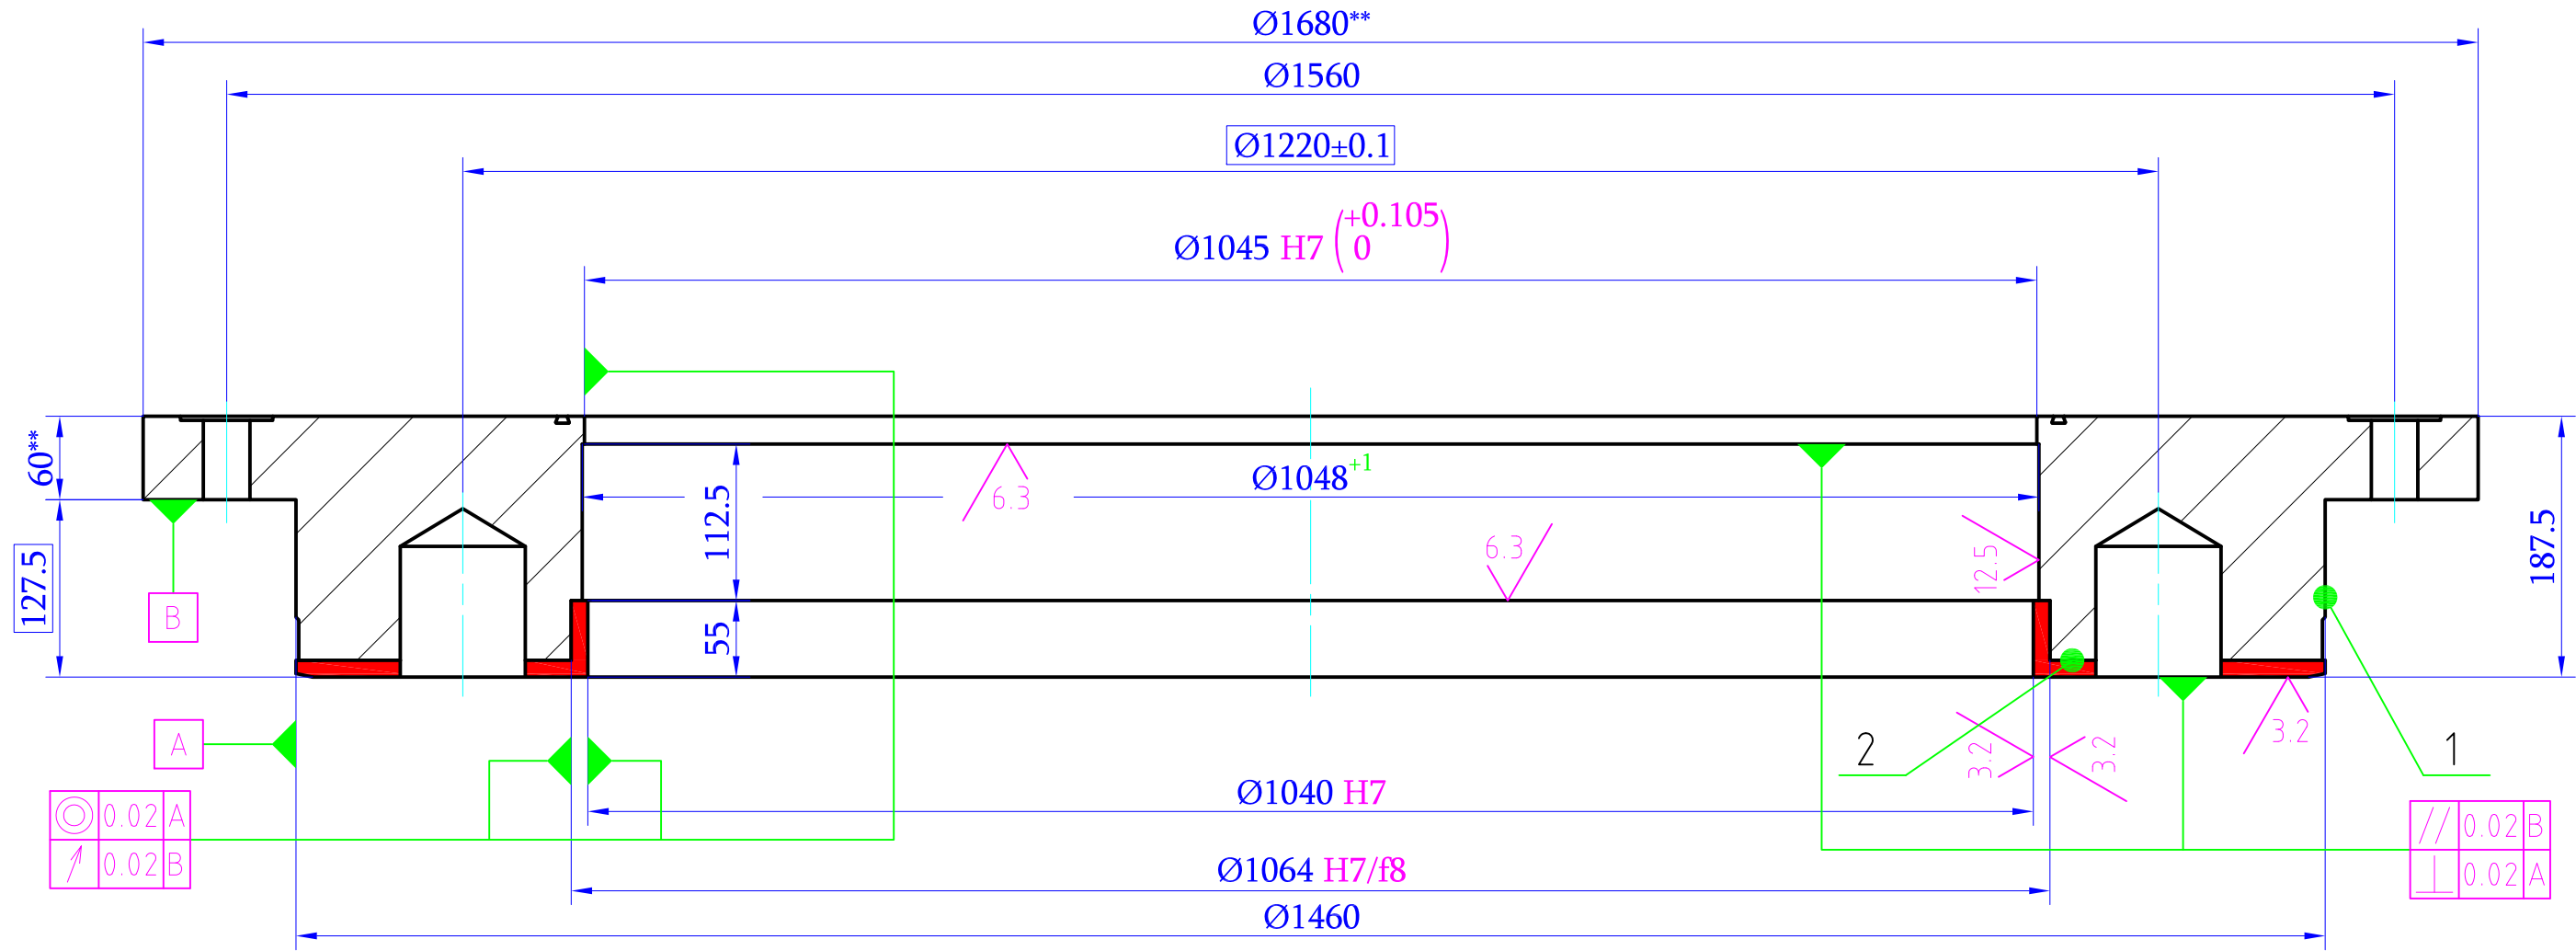 Ø1680**
Ø1560
Ø1220±0.1
Ø1045 H7 (+0.105
0)
60**
127.5
B
112.5
55
6.3
Ø1048+1
6.3
12.5
187.5
A
3.2
3.2
3.2
2
1
Ø1040 H7
◎ 0.02 A
↗ 0.02 B
// 0.02 B
⊥ 0.02 A
Ø1064 H7/f8
Ø1460